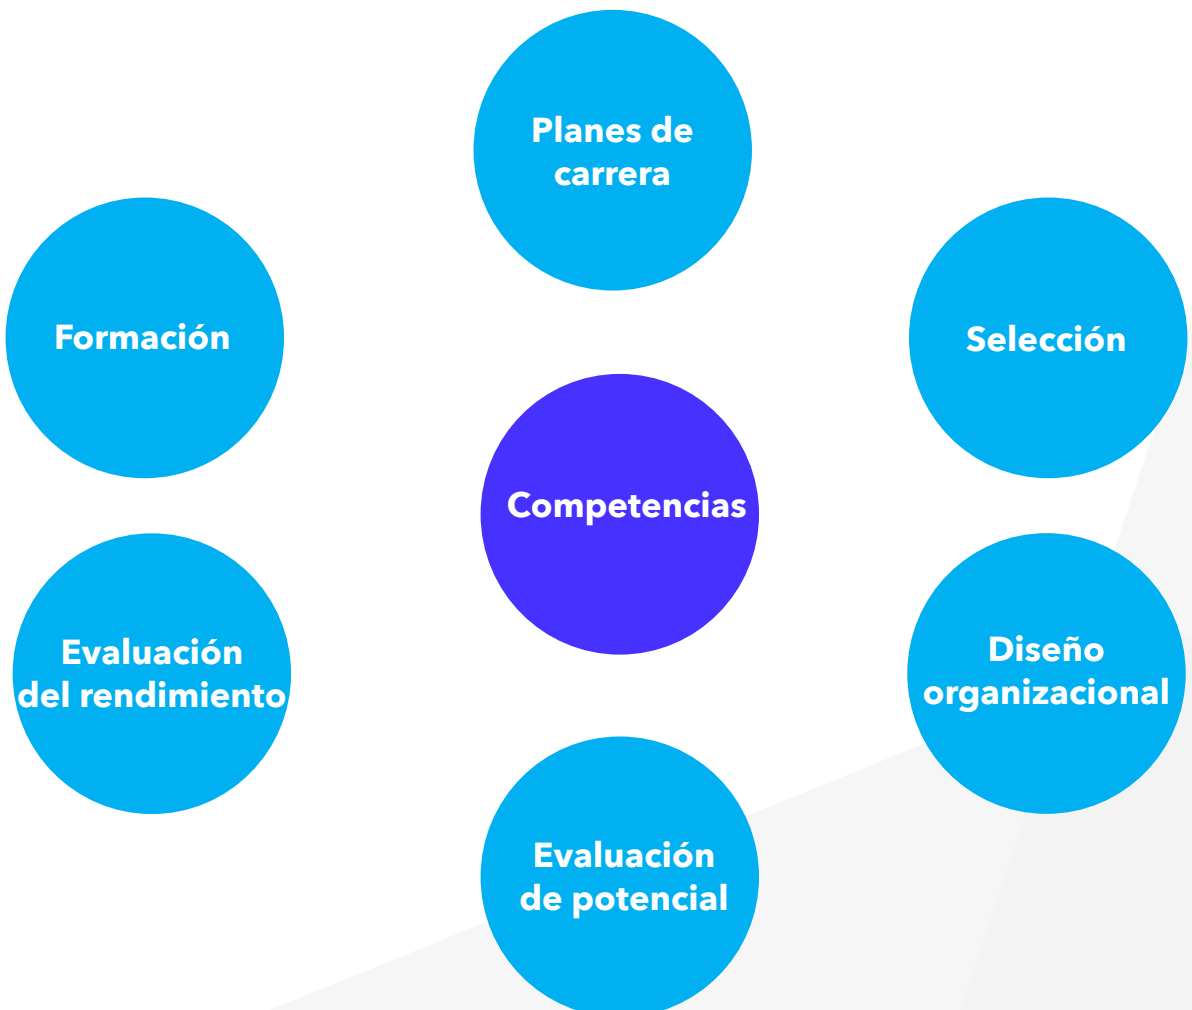 Planes de
carrera
Formación
Selección
Competencias
Evaluación
del rendimiento
Diseño
organizacional
Evaluación
de potencial